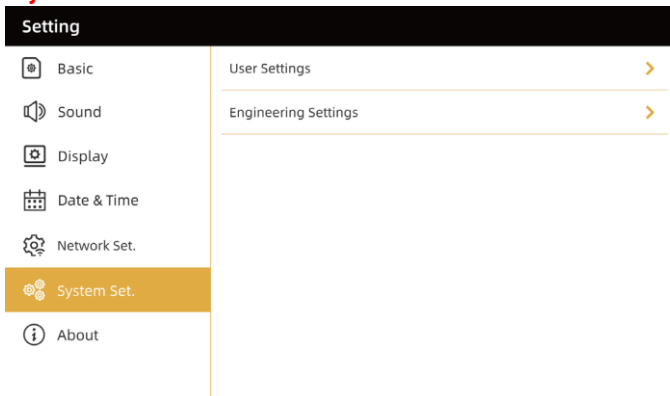 Setting
Basic
Sound
Display
Date & Time
Network Set.
System Set.
About
User Settings
Engineering Settings